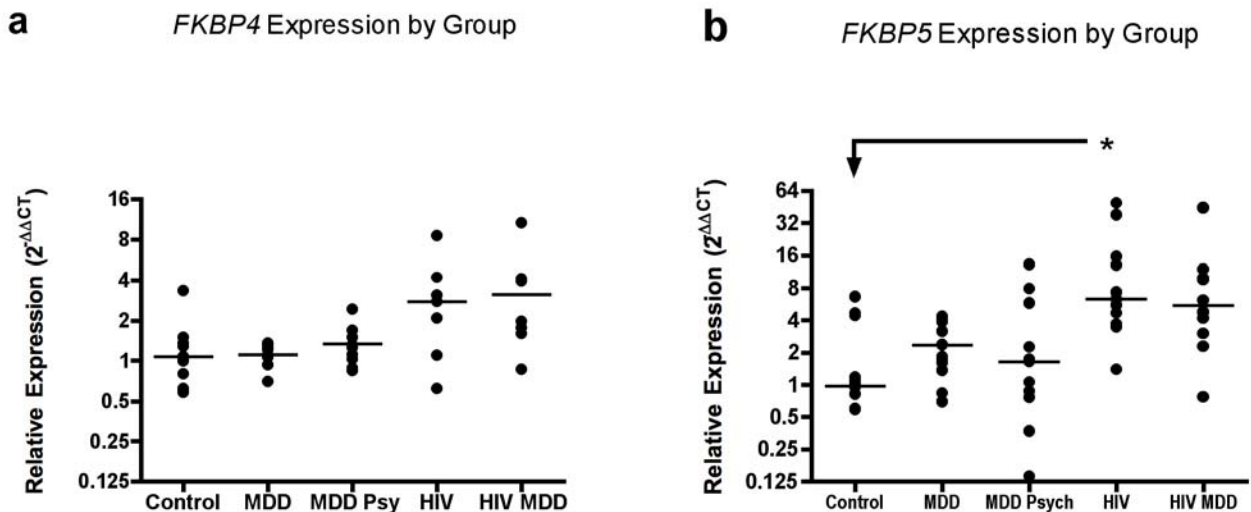 a
FKBP4 Expression by Group
Relative Expression (2^-ΔΔCT)
16
8
4
2
1
0.5
0.25
0.125
Control MDD MDD Psy HIV HIV MDD
b
FKBP5 Expression by Group
*
Relative Expression (2^-ΔΔCT)
64
32
16
8
4
2
1
0.5
0.25
0.125
Control MDD MDD Psych HIV HIV MDD